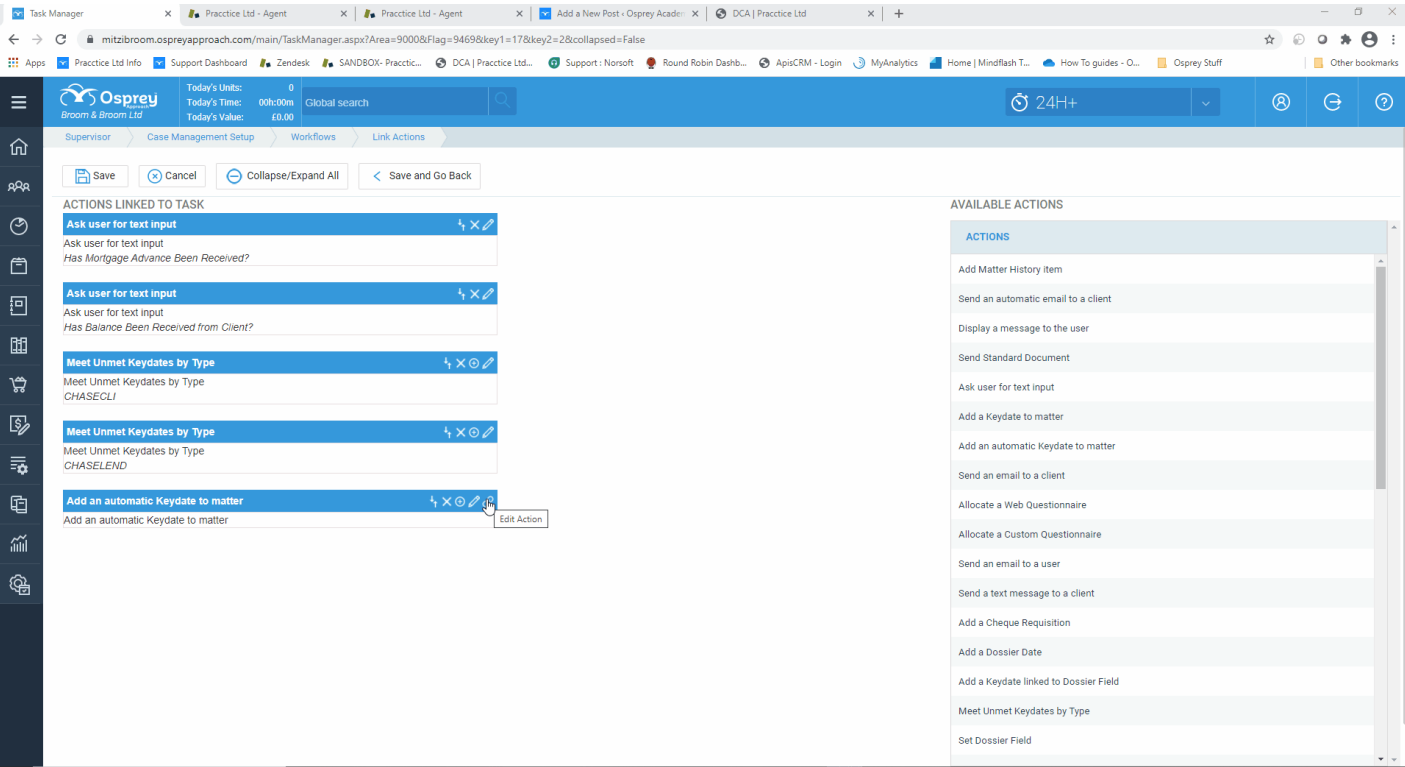 Task Manager
Pracctice Ltd - Agent
Pracctice Ltd - Agent
Add a New Post ‹ Osprey Academ
DCA | Pracctice Ltd
mitzibroom.ospreyapproach.com/main/TaskManager.aspx?Area=9000&Flag=9469&key1=17&key2=2&collapsed=False
Apps
Pracctice Ltd Info
Support Dashboard
Zendesk
SANDBOX- Pracctic...
DCA | Pracctice Ltd...
Support : Norsoft
Round Robin Dashb...
ApisCRM - Login
MyAnalytics
Home | Mindflash T...
How To guides - O...
Osprey Stuff
Other bookmarks
Osprey
Approach
Broom & Broom Ltd
Today's Units: 0
Today's Time: 00h:00m
Today's Value: £0.00
Global search
24H+
Supervisor
Case Management Setup
Workflows
Link Actions
Save
Cancel
Collapse/Expand All
Save and Go Back
ACTIONS LINKED TO TASK
Ask user for text input
Ask user for text input
Has Mortgage Advance Been Received?
Ask user for text input
Ask user for text input
Has Balance Been Received from Client?
Meet Unmet Keydates by Type
Meet Unmet Keydates by Type
CHASECLI
Meet Unmet Keydates by Type
Meet Unmet Keydates by Type
CHASELEND
Add an automatic Keydate to matter
Add an automatic Keydate to matter
Edit Action
AVAILABLE ACTIONS
ACTIONS
Add Matter History item
Send an automatic email to a client
Display a message to the user
Send Standard Document
Ask user for text input
Add a Keydate to matter
Add an automatic Keydate to matter
Send an email to a client
Allocate a Web Questionnaire
Allocate a Custom Questionnaire
Send an email to a user
Send a text message to a client
Add a Cheque Requisition
Add a Dossier Date
Add a Keydate linked to Dossier Field
Meet Unmet Keydates by Type
Set Dossier Field